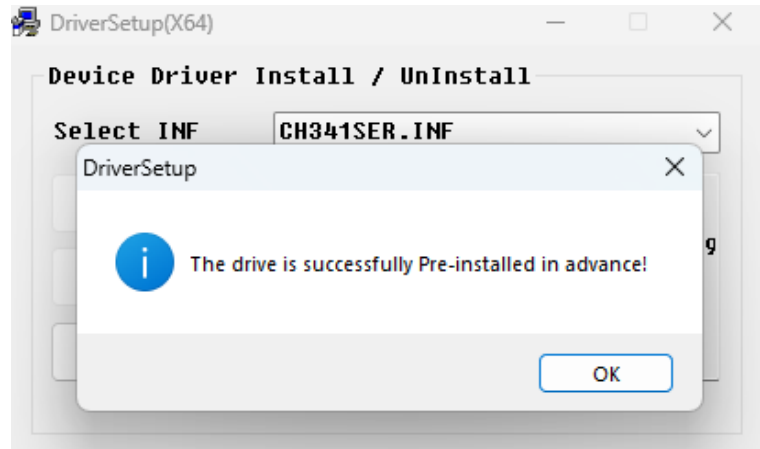 DriverSetup(X64)
Device Driver Install / UnInstall
Select INF CH341SER.INF
DriverSetup
The drive is successfully Pre-installed in advance!
OK